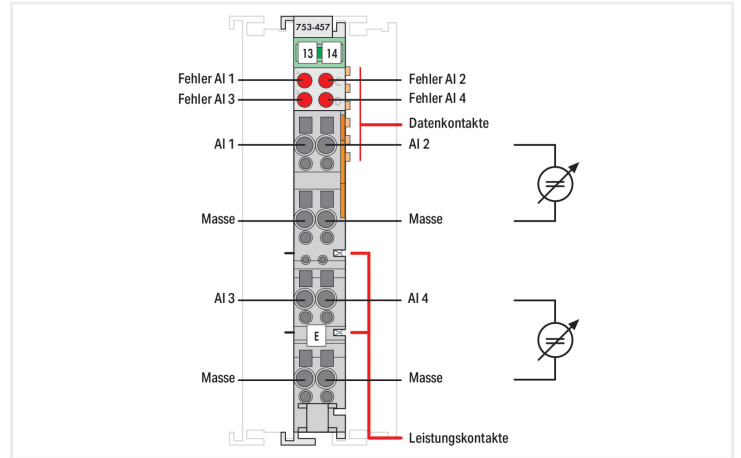 753-457
13 14
Fehler AI 1
Fehler AI 2
Fehler AI 3
Fehler AI 4
Datenkontakte
AI 1
AI 2
Masse
Masse
AI 3
AI 4
E
Masse
Masse
Leistungskontakte